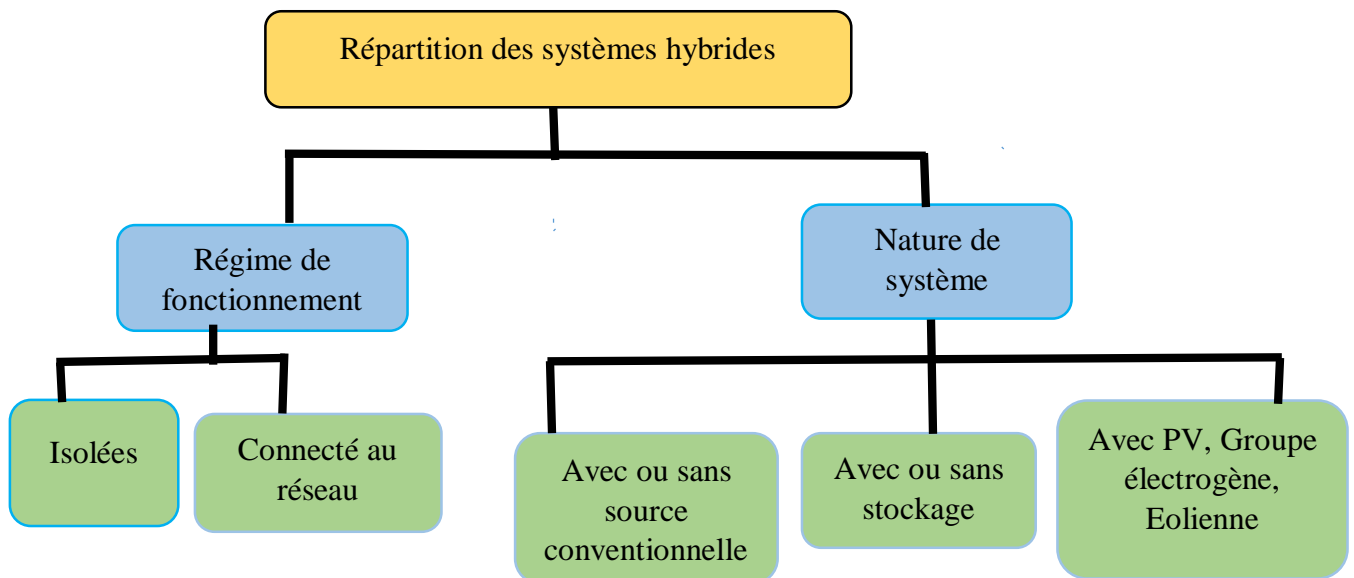 Répartition des systèmes hybrides
Régime de
fonctionnement
Nature de
système
Isolées
Connecté au
réseau
Avec ou sans
source
conventionnelle
Avec ou sans
stockage
Avec PV, Groupe
électrogène,
Eolienne